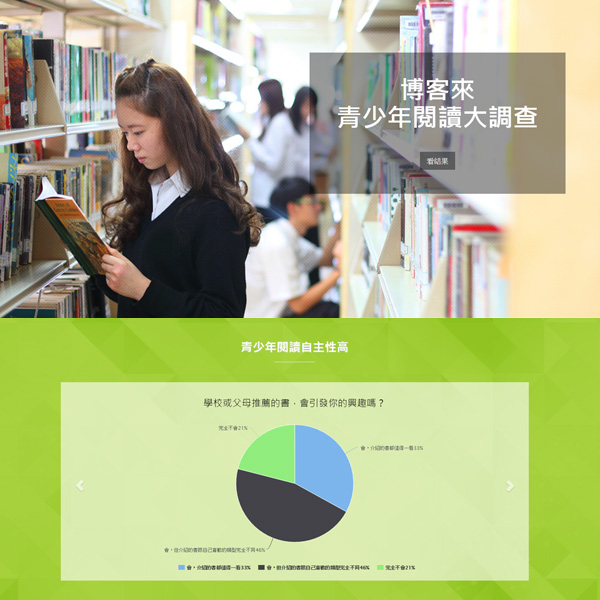 博客來
青少年閱讀大調查
看結果
青少年閱讀自主性高
學校或父母推薦的書，會引發你的興趣嗎？
完全不會21%
會，介紹的書都值得一看33%
會，但介紹的書跟自己喜歡的類型完全不同46%
會，介紹的書都值得一看33% 會，但介紹的書跟自己喜歡的類型完全不同46% 完全不會21%